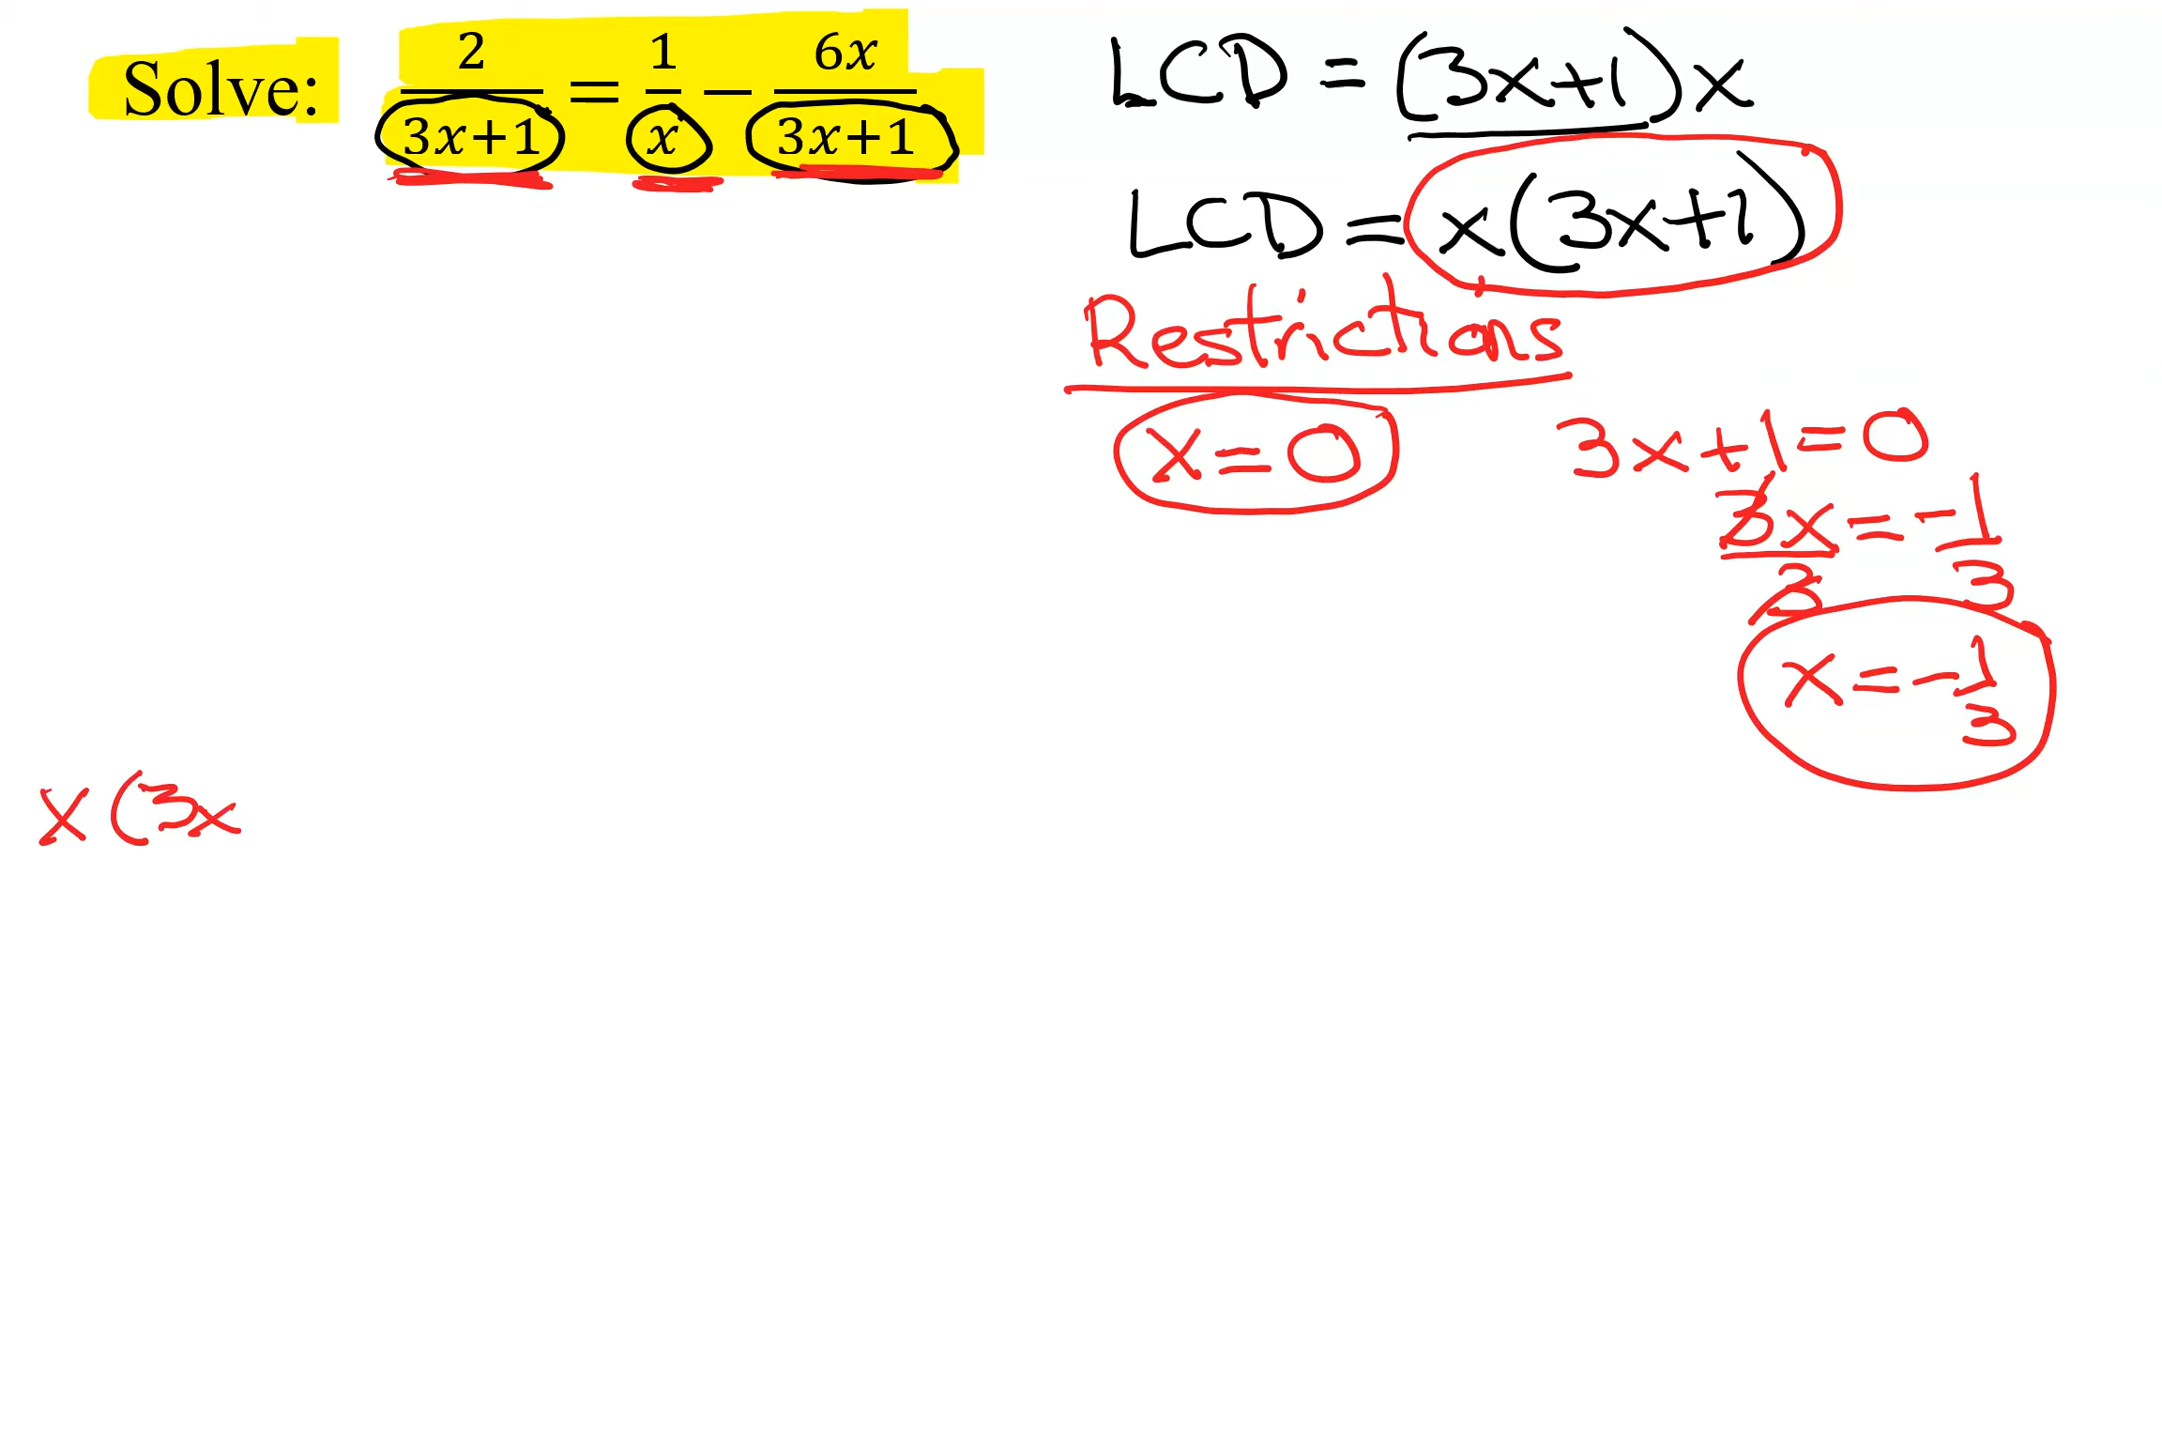 Solve: 2/(3x+1) = 1/x − 6x/(3x+1)
LCD = (3x+1)x
LCD = x(3x+1)
Restrictions
x=0
3x+1=0
3x/3 = -1/3
x = -1/3
x(3x